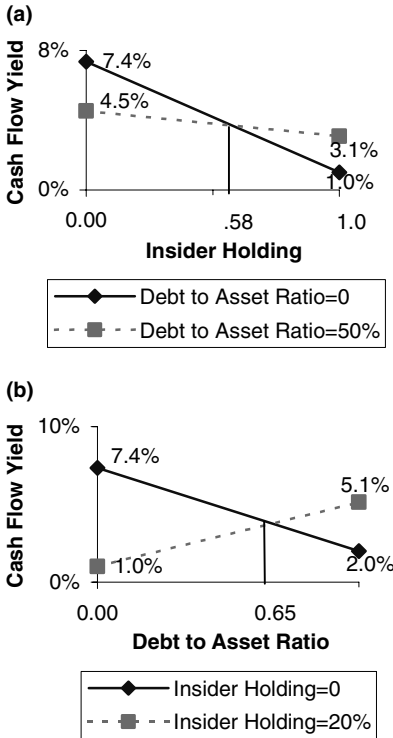 (a)
Cash Flow Yield
8%
7.4%
4.5%
3.1%
1.0%
0%
0.00 .58 1.0
Insider Holding
Debt to Asset Ratio=0
Debt to Asset Ratio=50%
(b)
Cash Flow Yield
10%
7.4%
5.1%
1.0%
2.0%
0%
0.00 0.65
Debt to Asset Ratio
Insider Holding=0
Insider Holding=20%